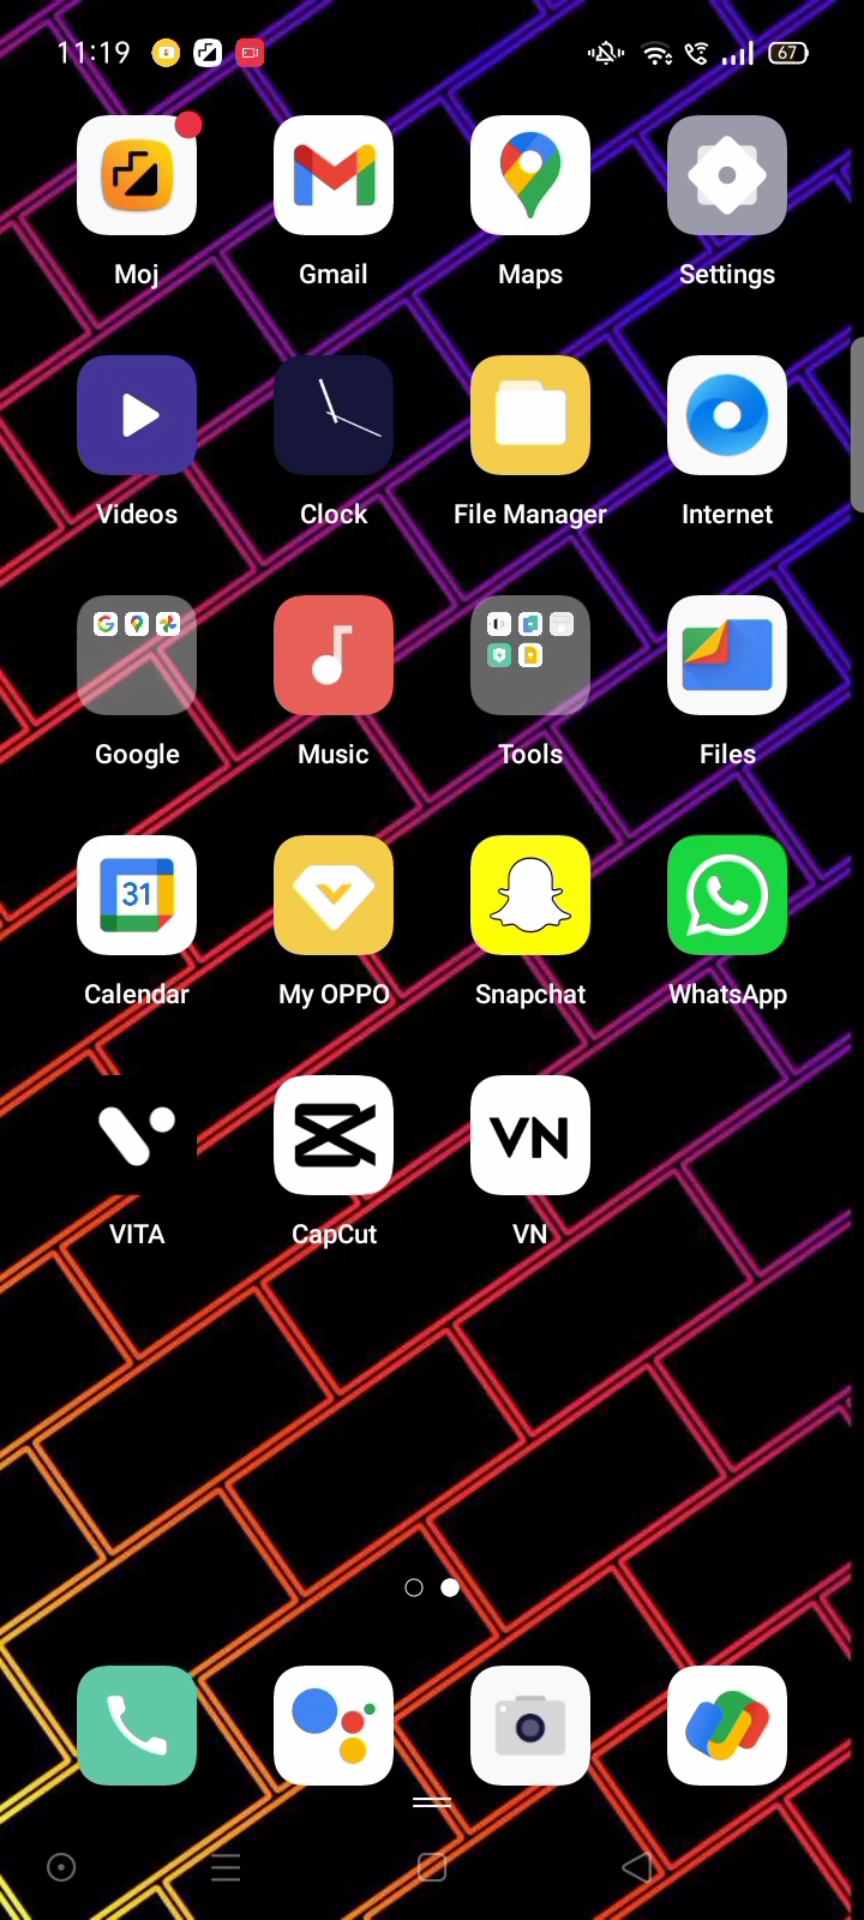 11:19 67
Moj Gmail Maps Settings
Videos Clock File Manager Internet
Google Music Tools Files
31
Calendar My OPPO Snapchat WhatsApp
VN
VITA CapCut VN